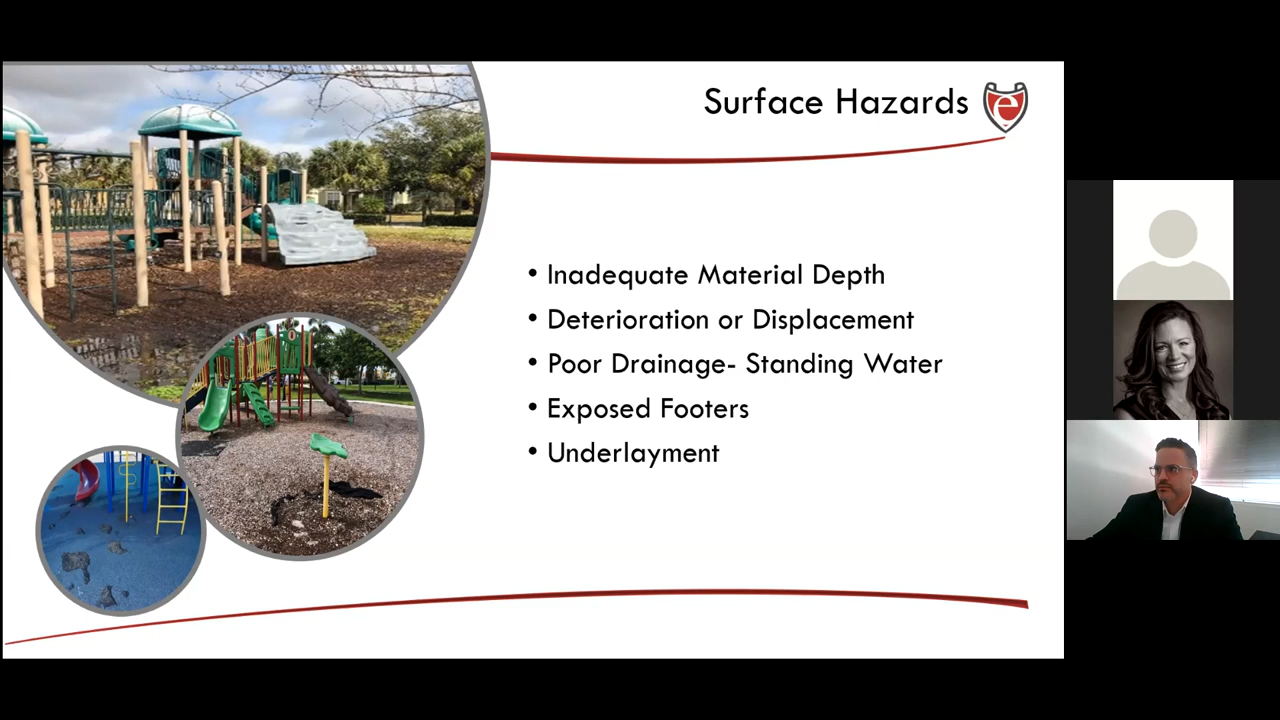 Surface Hazards
e
• Inadequate Material Depth
• Deterioration or Displacement
• Poor Drainage- Standing Water
• Exposed Footers
• Underlayment